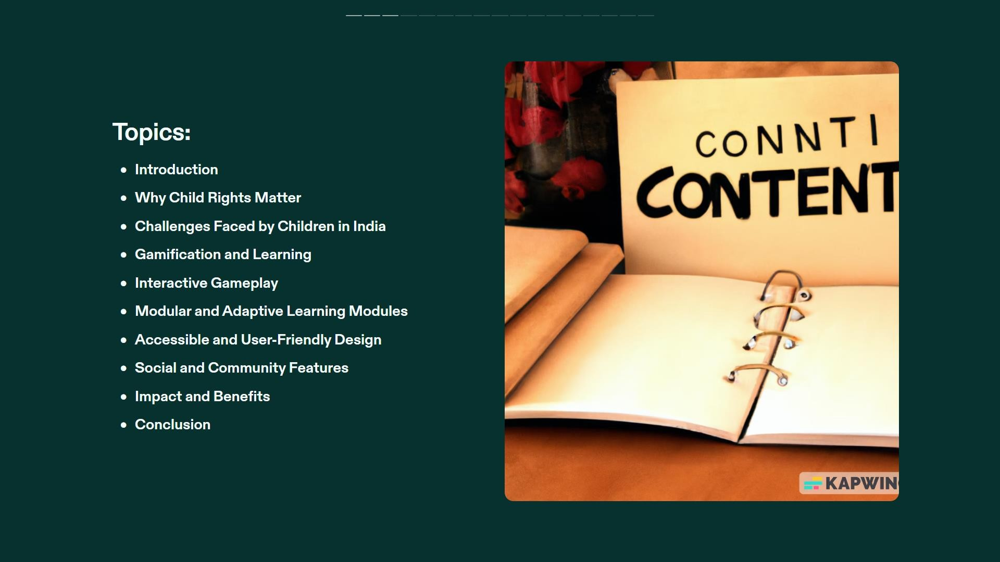 Topics:
Introduction
Why Child Rights Matter
Challenges Faced by Children in India
Gamification and Learning
Interactive Gameplay
Modular and Adaptive Learning Modules
Accessible and User-Friendly Design
Social and Community Features
Impact and Benefits
Conclusion
CONNTI
CONTENT
KAPWING